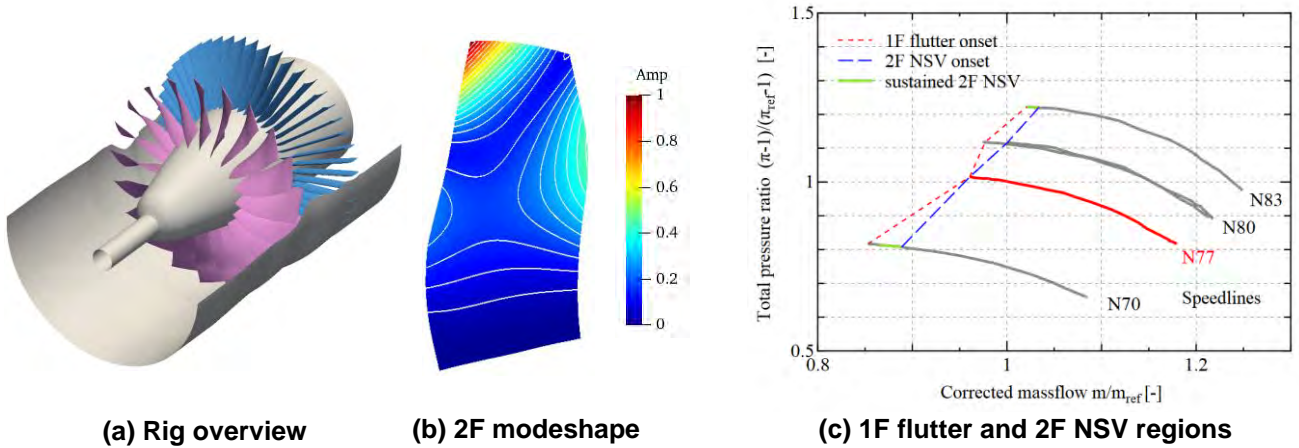 Amp
1
0.8
0.6
0.4
0.2
0
(a) Rig overview
(b) 2F modeshape
1.5
1
0.5
Total pressure ratio (π-1)/(π_ref-1) [-]
1F flutter onset
2F NSV onset
sustained 2F NSV
N83
N80
N77
N70
Speedlines
0.8
1
1.2
Corrected massflow m/m_ref [-]
(c) 1F flutter and 2F NSV regions